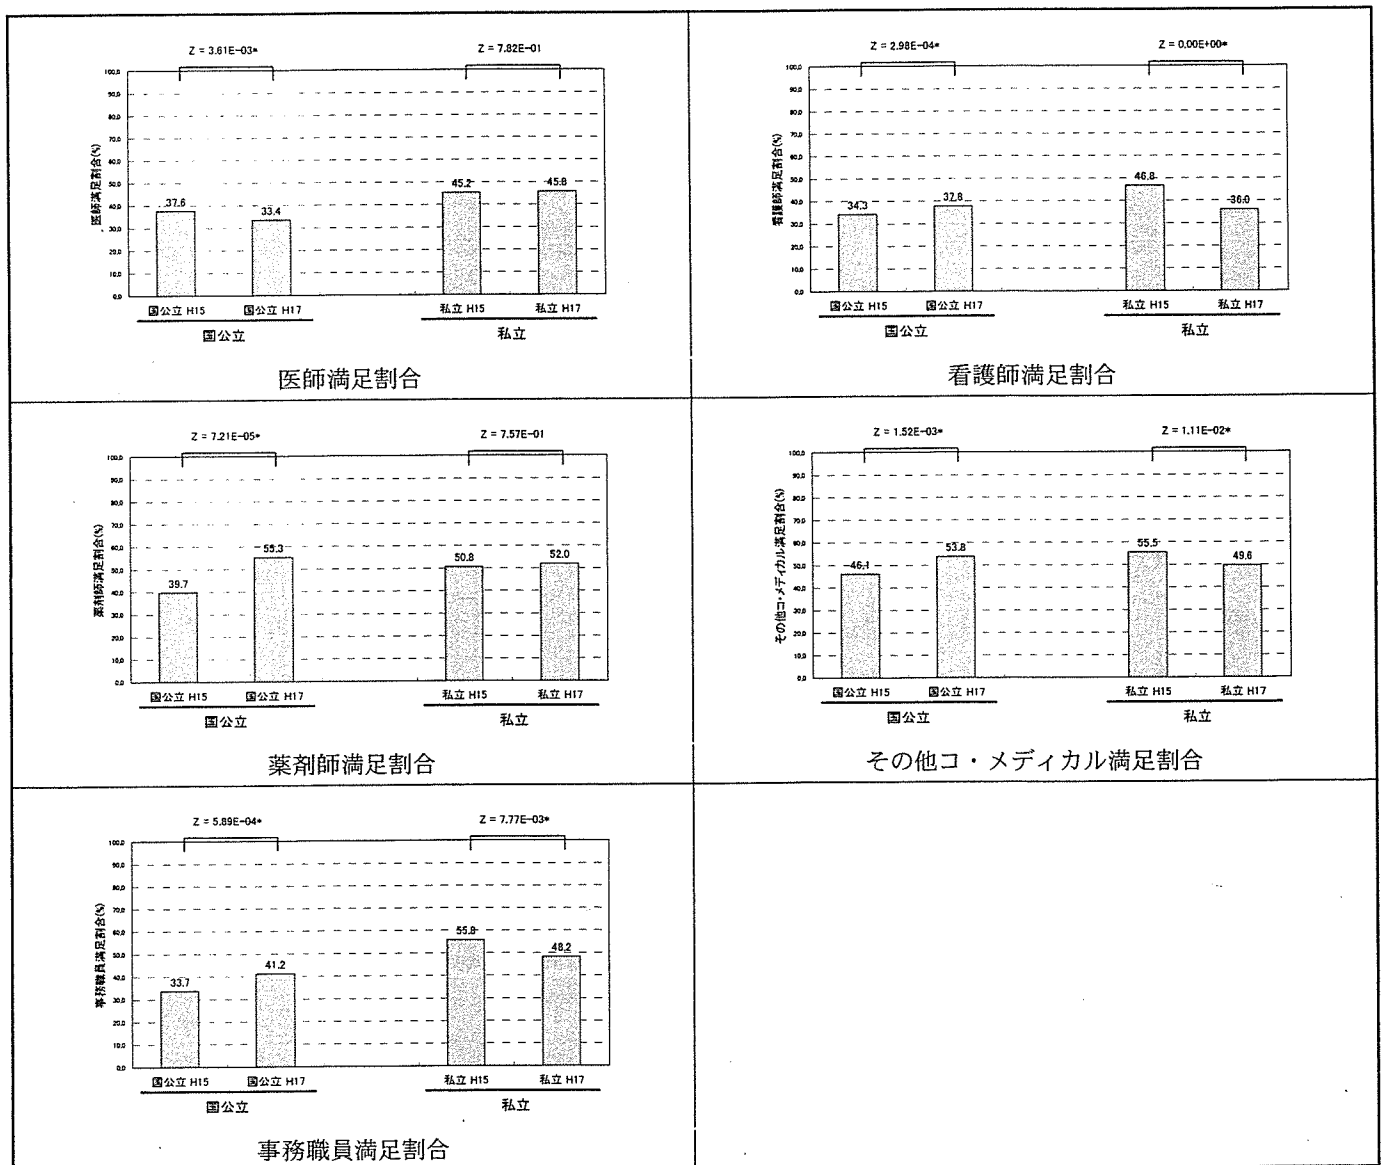 Z = 3.61E-03* Z = 7.82E-01
医師満足割合(%)
100.0
90.0
80.0
70.0
60.0
50.0
40.0
30.0
20.0
10.0
0.0
37.6 33.4 45.2 45.8
国公立 H15 国公立 H17 私立 H15 私立 H17
国公立 私立
医師満足割合
Z = 2.98E-04* Z = 0.00E+00*
看護師満足割合(%)
100.0
90.0
80.0
70.0
60.0
50.0
40.0
30.0
20.0
10.0
0.0
34.3 37.8 46.8 36.0
国公立 H15 国公立 H17 私立 H15 私立 H17
国公立 私立
看護師満足割合
Z = 7.21E-05* Z = 7.57E-01
薬剤師満足割合(%)
100.0
90.0
80.0
70.0
60.0
50.0
40.0
30.0
20.0
10.0
0.0
39.7 55.3 50.8 52.0
国公立 H15 国公立 H17 私立 H15 私立 H17
国公立 私立
薬剤師満足割合
Z = 1.52E-03* Z = 1.11E-02*
その他コ・メディカル満足割合(%)
100.0
90.0
80.0
70.0
60.0
50.0
40.0
30.0
20.0
10.0
0.0
46.1 53.8 55.5 49.6
国公立 H15 国公立 H17 私立 H15 私立 H17
国公立 私立
その他コ・メディカル満足割合
Z = 5.89E-04* Z = 7.77E-03*
事務職員満足割合(%)
100.0
90.0
80.0
70.0
60.0
50.0
40.0
30.0
20.0
10.0
0.0
33.7 41.2 55.8 48.2
国公立 H15 国公立 H17 私立 H15 私立 H17
国公立 私立
事務職員満足割合